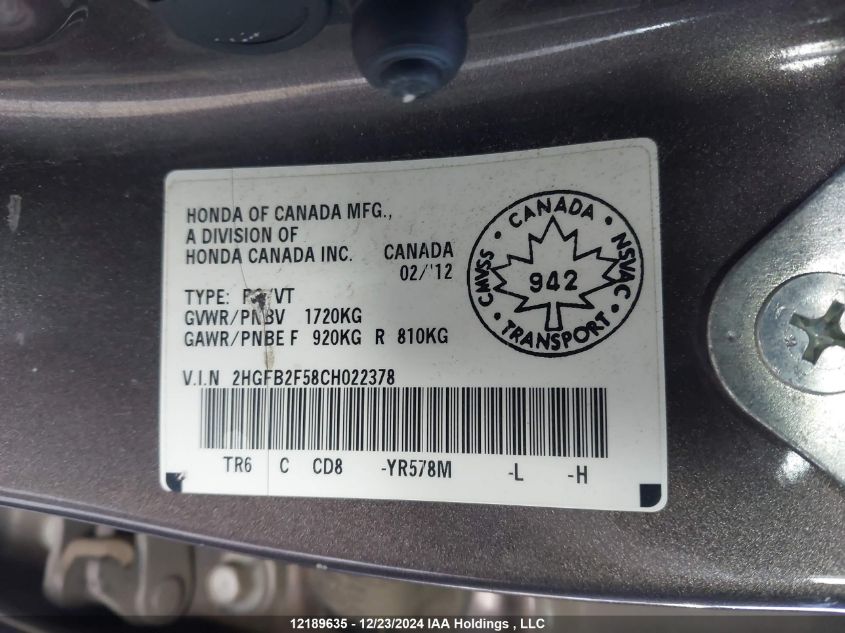 HONDA OF CANADA MFG.,
A DIVISION OF
HONDA CANADA INC. CANADA
02/'12
TYPE:
GVWR/PNBV 1720KG
GAWR/PNBE F 920KG R 810KG
V.I.N 2HGFB2F58CH022378
TR6 C CD8 -YR578M -L -H
CANADA
CMVSS
NSVAC
942
TRANSPORT
12189635 - 12/23/2024 IAA Holdings , LLC